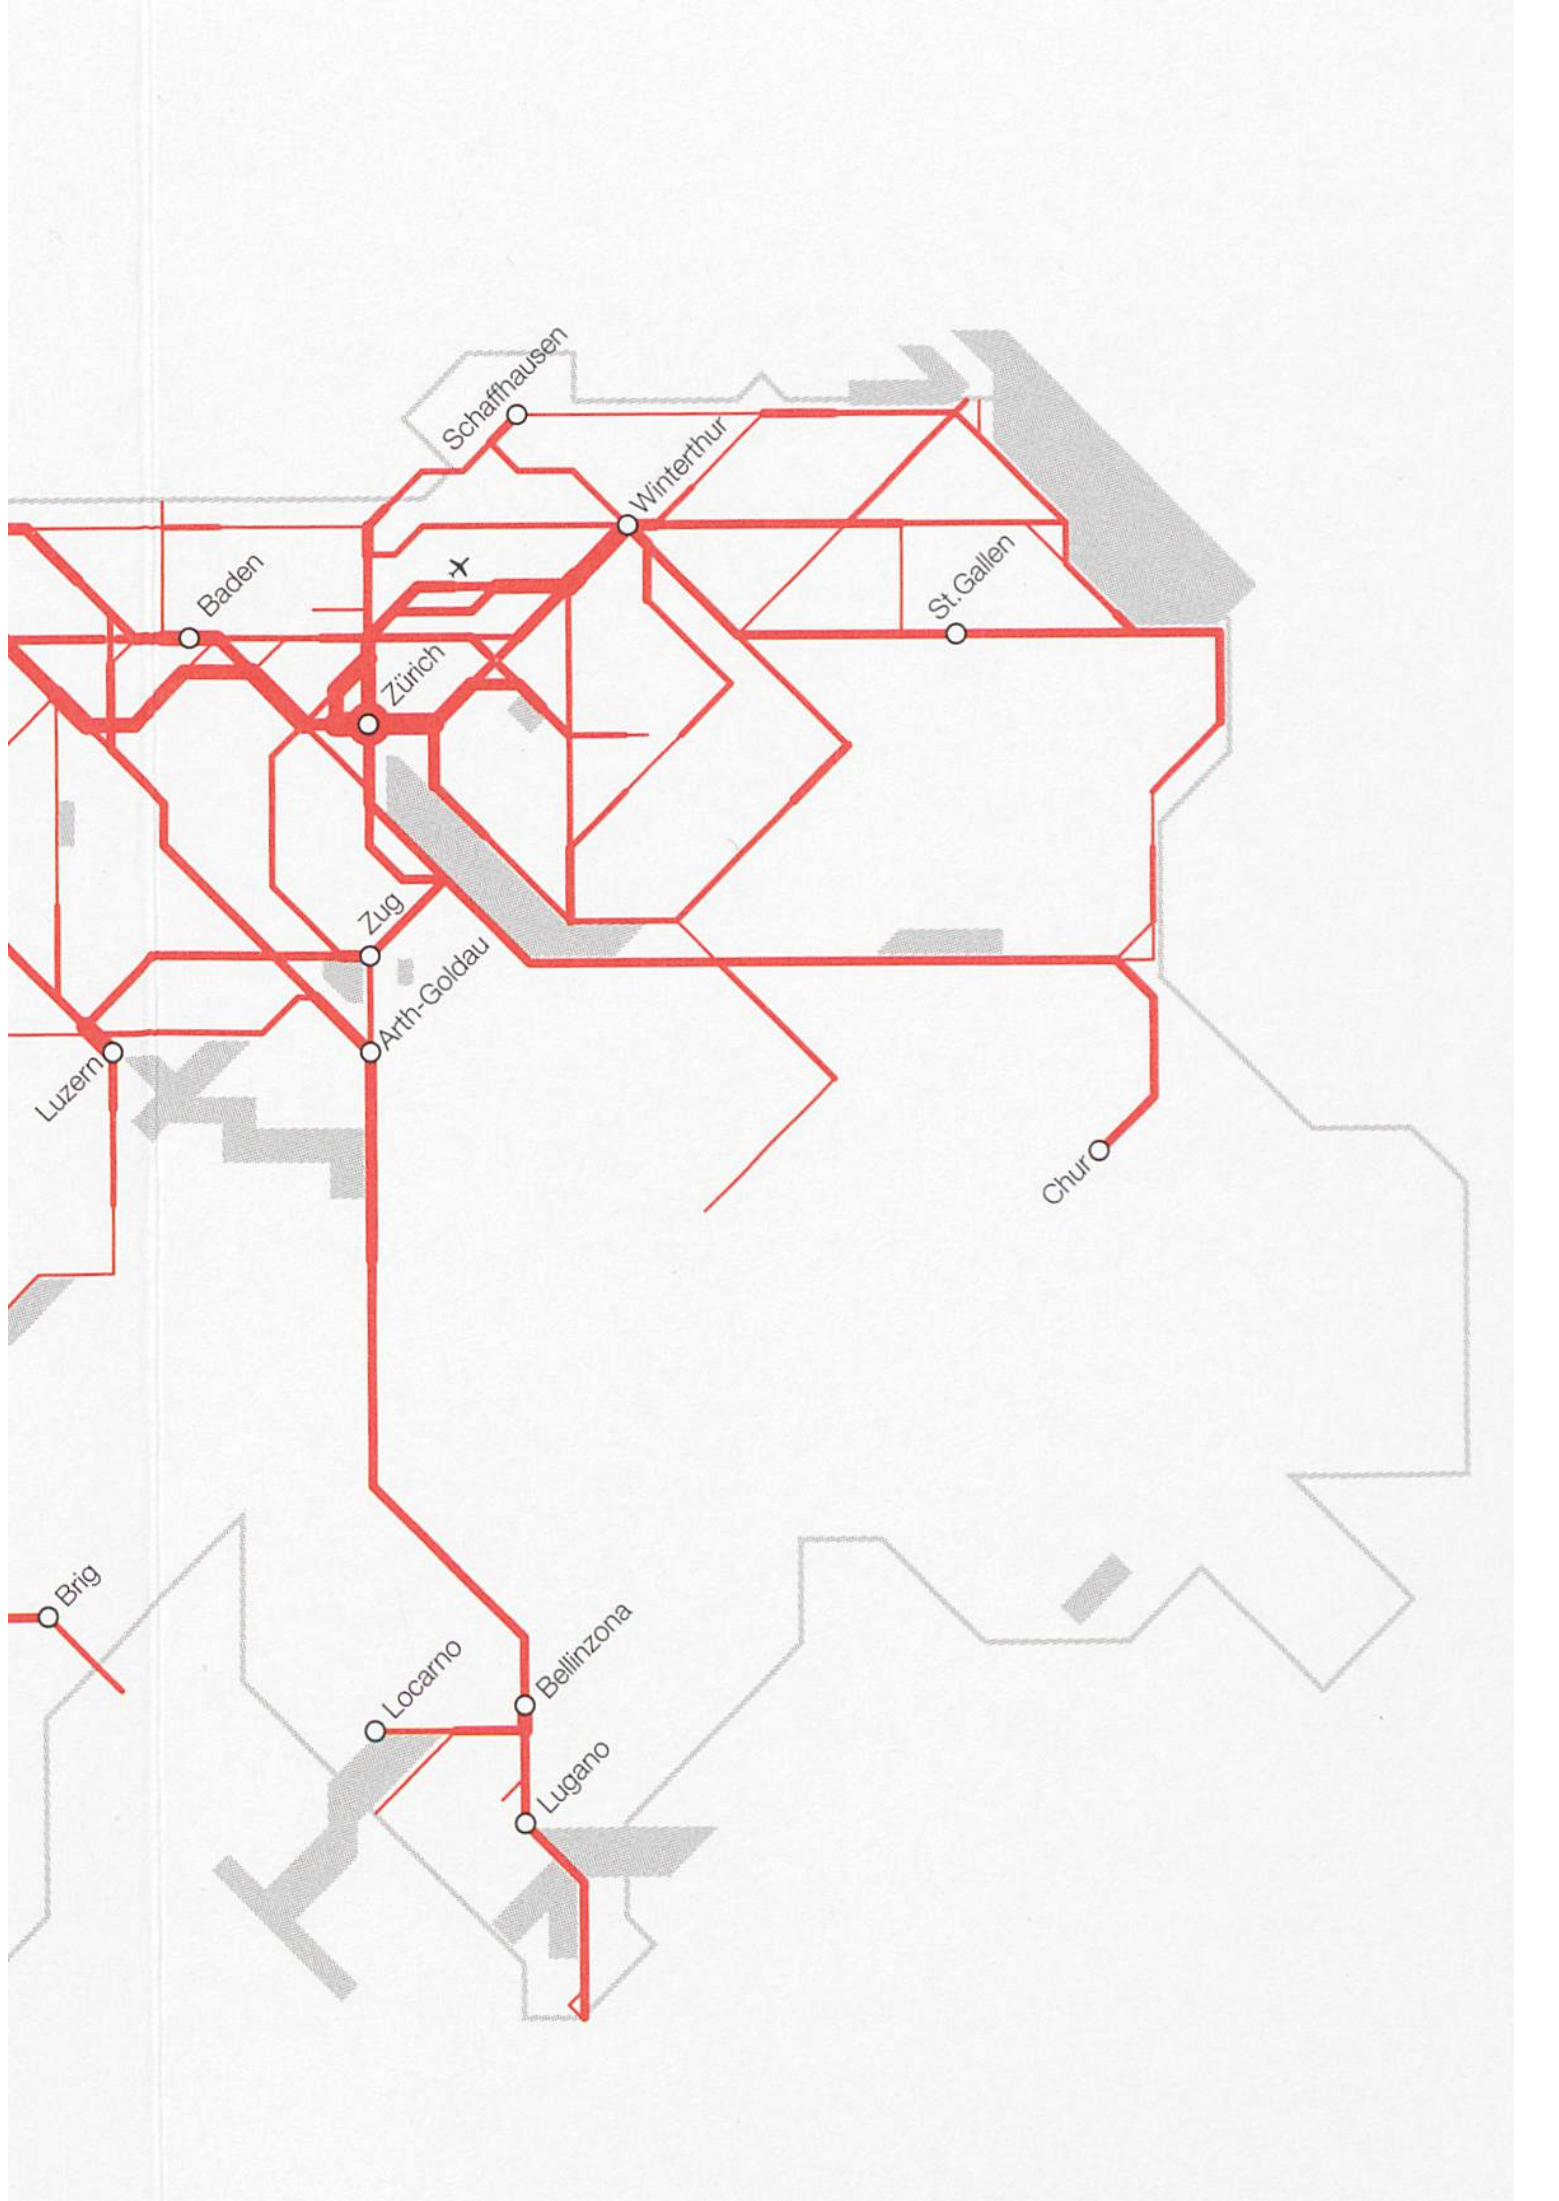 Schaffhausen
Winterthur
Baden
St.Gallen
Zürich
Zug
Arth-Goldau
Luzern
Chur
Brig
Bellinzona
Locarno
Lugano